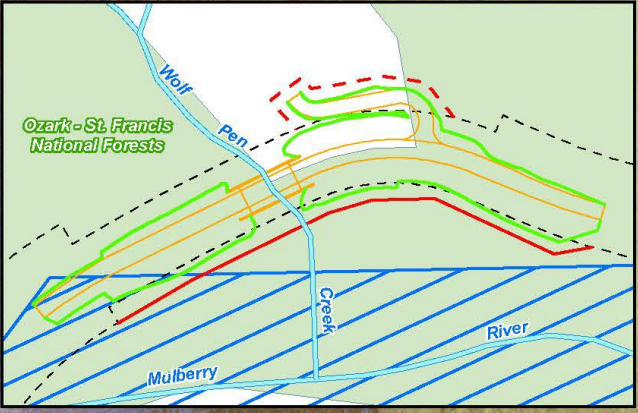 Wolf
Pen
Ozark - St. Francis
National Forests
Creek
River
Mulberry